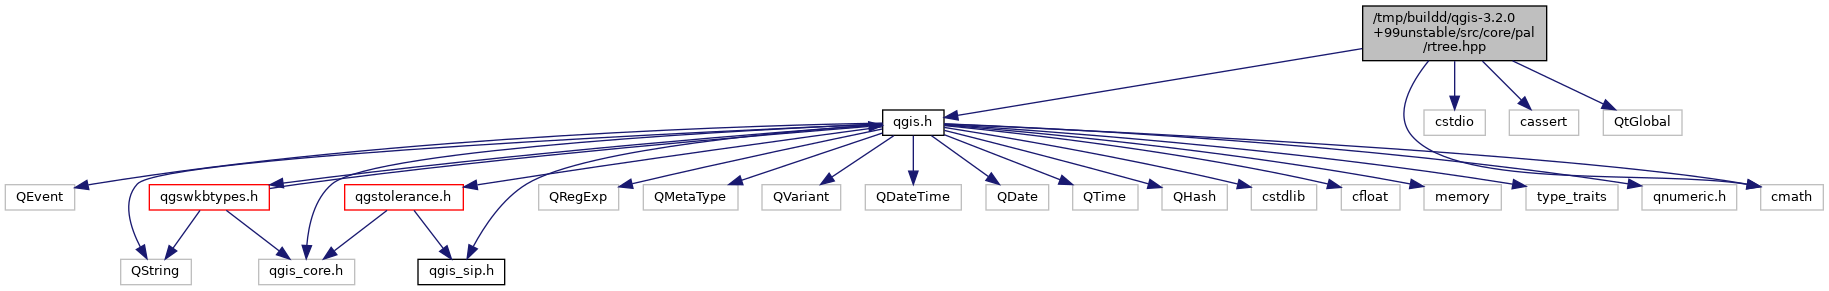 /tmp/buildd/qgis-3.2.0
+99unstable/src/core/pal
/rtree.hpp
qgis.h
cstdio
cassert
QtGlobal
QEvent
qgswkbtypes.h
qgstolerance.h
QRegExp
QMetaType
QVariant
QDateTime
QDate
QTime
QHash
cstdlib
cfloat
memory
type_traits
qnumeric.h
cmath
QString
qgis_core.h
qgis_sip.h